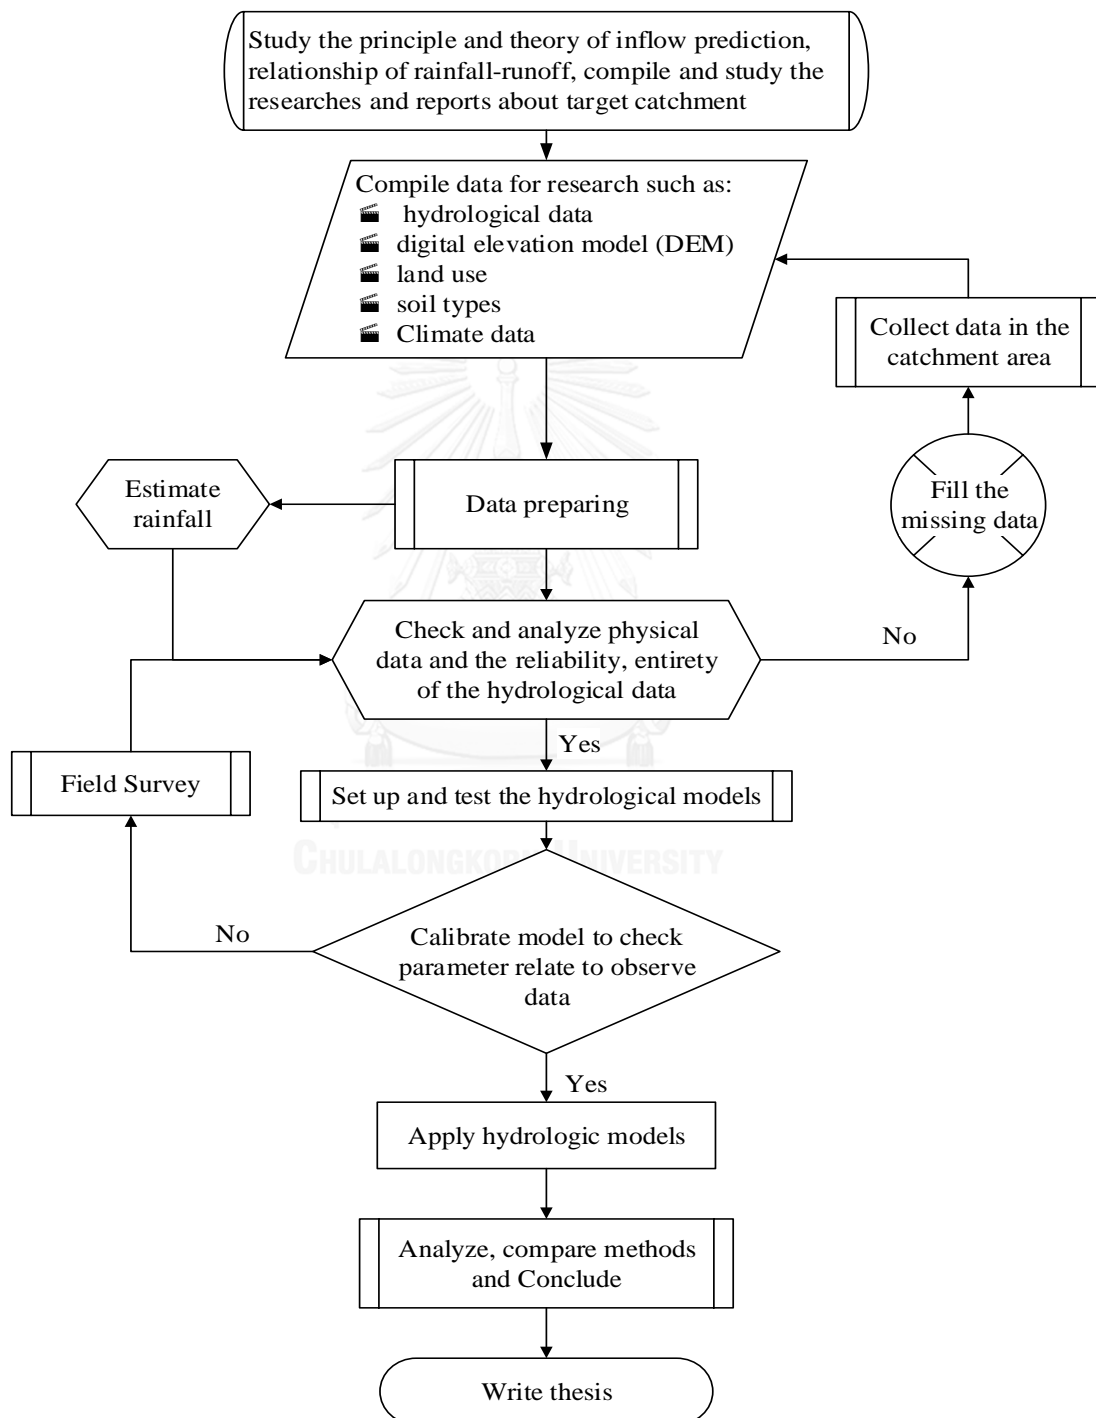 Study the principle and theory of inflow prediction,
relationship of rainfall-runoff, compile and study the
researches and reports about target catchment
Compile data for research such as:
hydrological data
digital elevation model (DEM)
land use
soil types
Climate data
Collect data in the
catchment area
Estimate
rainfall
Data preparing
Fill the
missing data
Check and analyze physical
data and the reliability, entirety
of the hydrological data
No
Yes
Field Survey
Set up and test the hydrological models
CHULALONGKORN UNIVERSITY
No
Calibrate model to check
parameter relate to observe
data
Yes
Apply hydrologic models
Analyze, compare methods
and Conclude
Write thesis